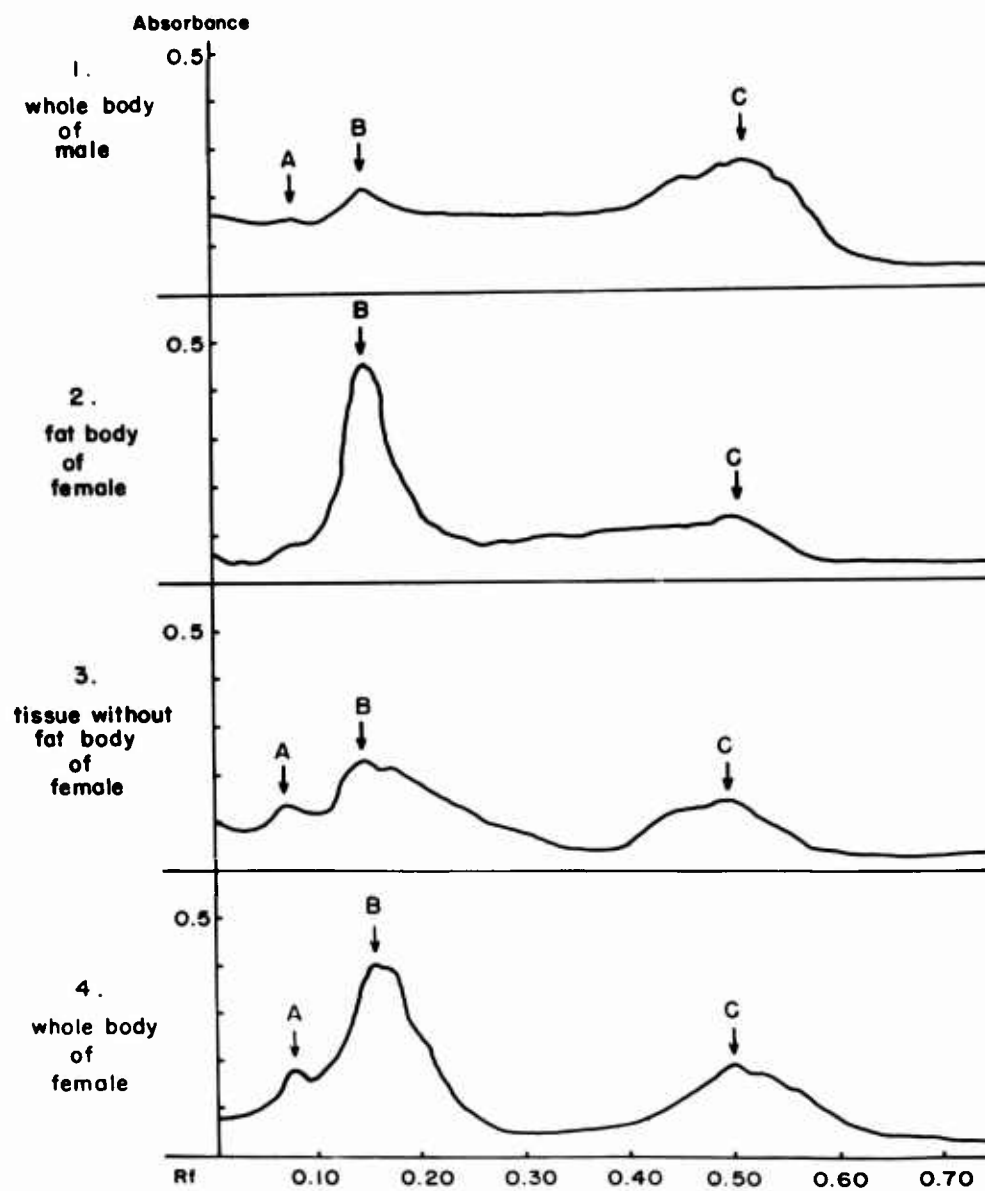 Absorbance
0.5
1.
whole body
of
male
A
B
C
0.5
2.
fat body
of
female
B
C
0.5
3.
tissue without
fat body
of
female
A
B
C
0.5
4.
whole body
of
female
A
B
C
Rf 0.10 0.20 0.30 0.40 0.50 0.60 0.70